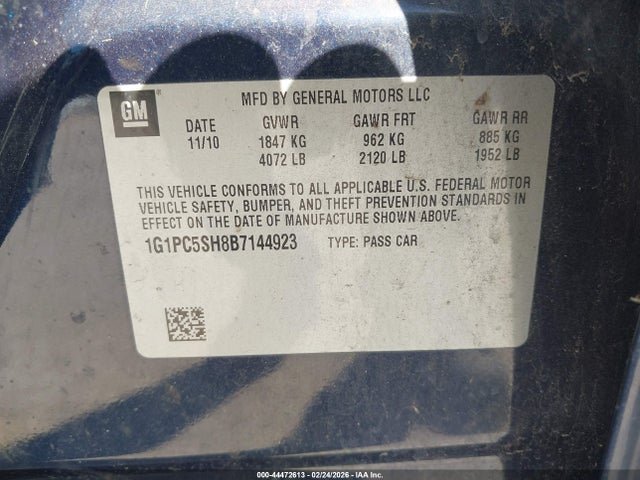 GM
MFD BY GENERAL MOTORS LLC
DATE GVWR GAWR FRT GAWR RR
11/10 1847 KG 962 KG 885 KG
4072 LB 2120 LB 1952 LB
THIS VEHICLE CONFORMS TO ALL APPLICABLE U.S. FEDERAL MOTOR
VEHICLE SAFETY, BUMPER, AND THEFT PREVENTION STANDARDS IN
EFFECT ON THE DATE OF MANUFACTURE SHOWN ABOVE.
1G1PC5SH8B7144923 TYPE: PASS CAR
000-44472613 - 02/24/2026 - IAA Inc.